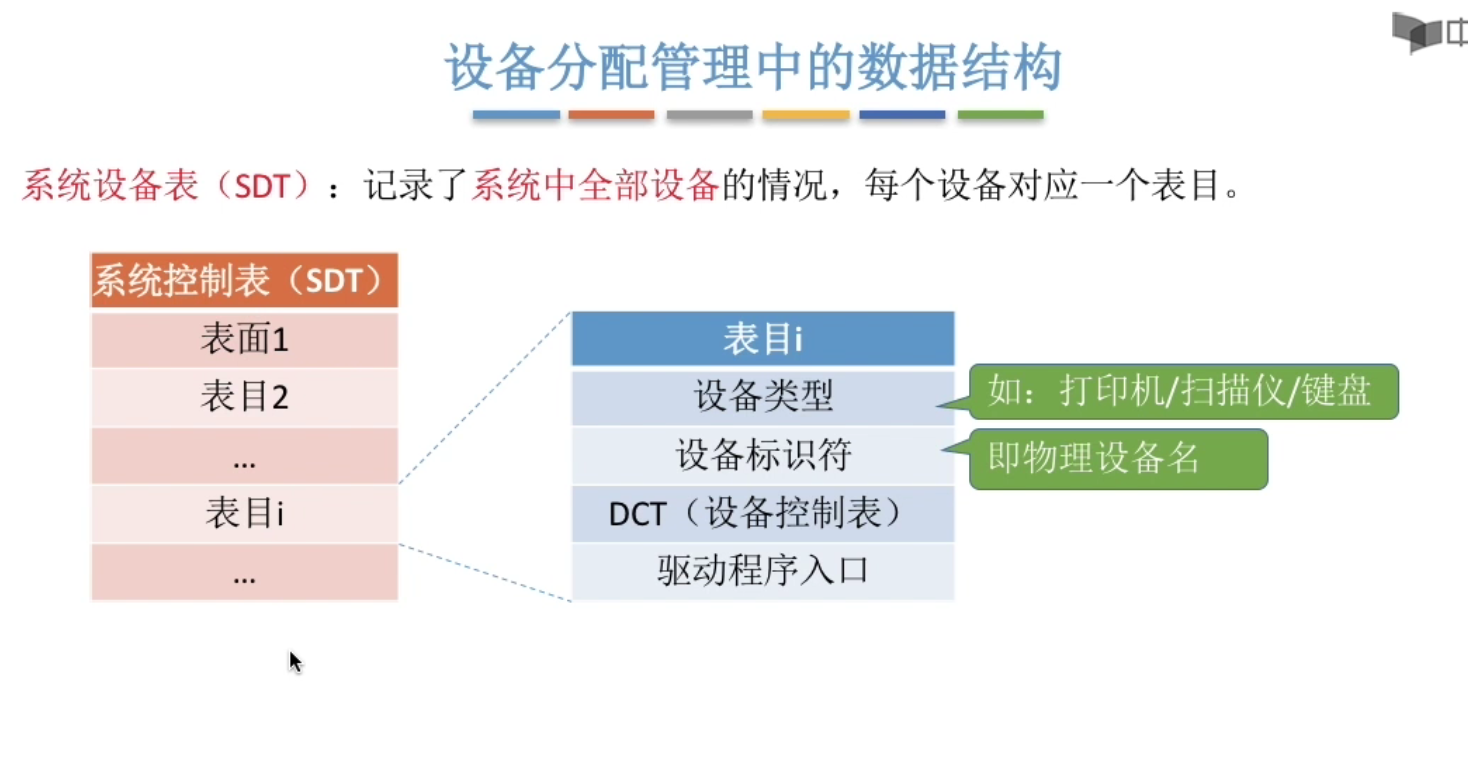 中
设备分配管理中的数据结构
系统设备表（SDT）：记录了系统中全部设备的情况，每个设备对应一个表目。
系统控制表（SDT）
表面1
表目2
...
表目i
...
表目i
设备类型
设备标识符
DCT（设备控制表）
驱动程序入口
如：打印机/扫描仪/键盘
即物理设备名